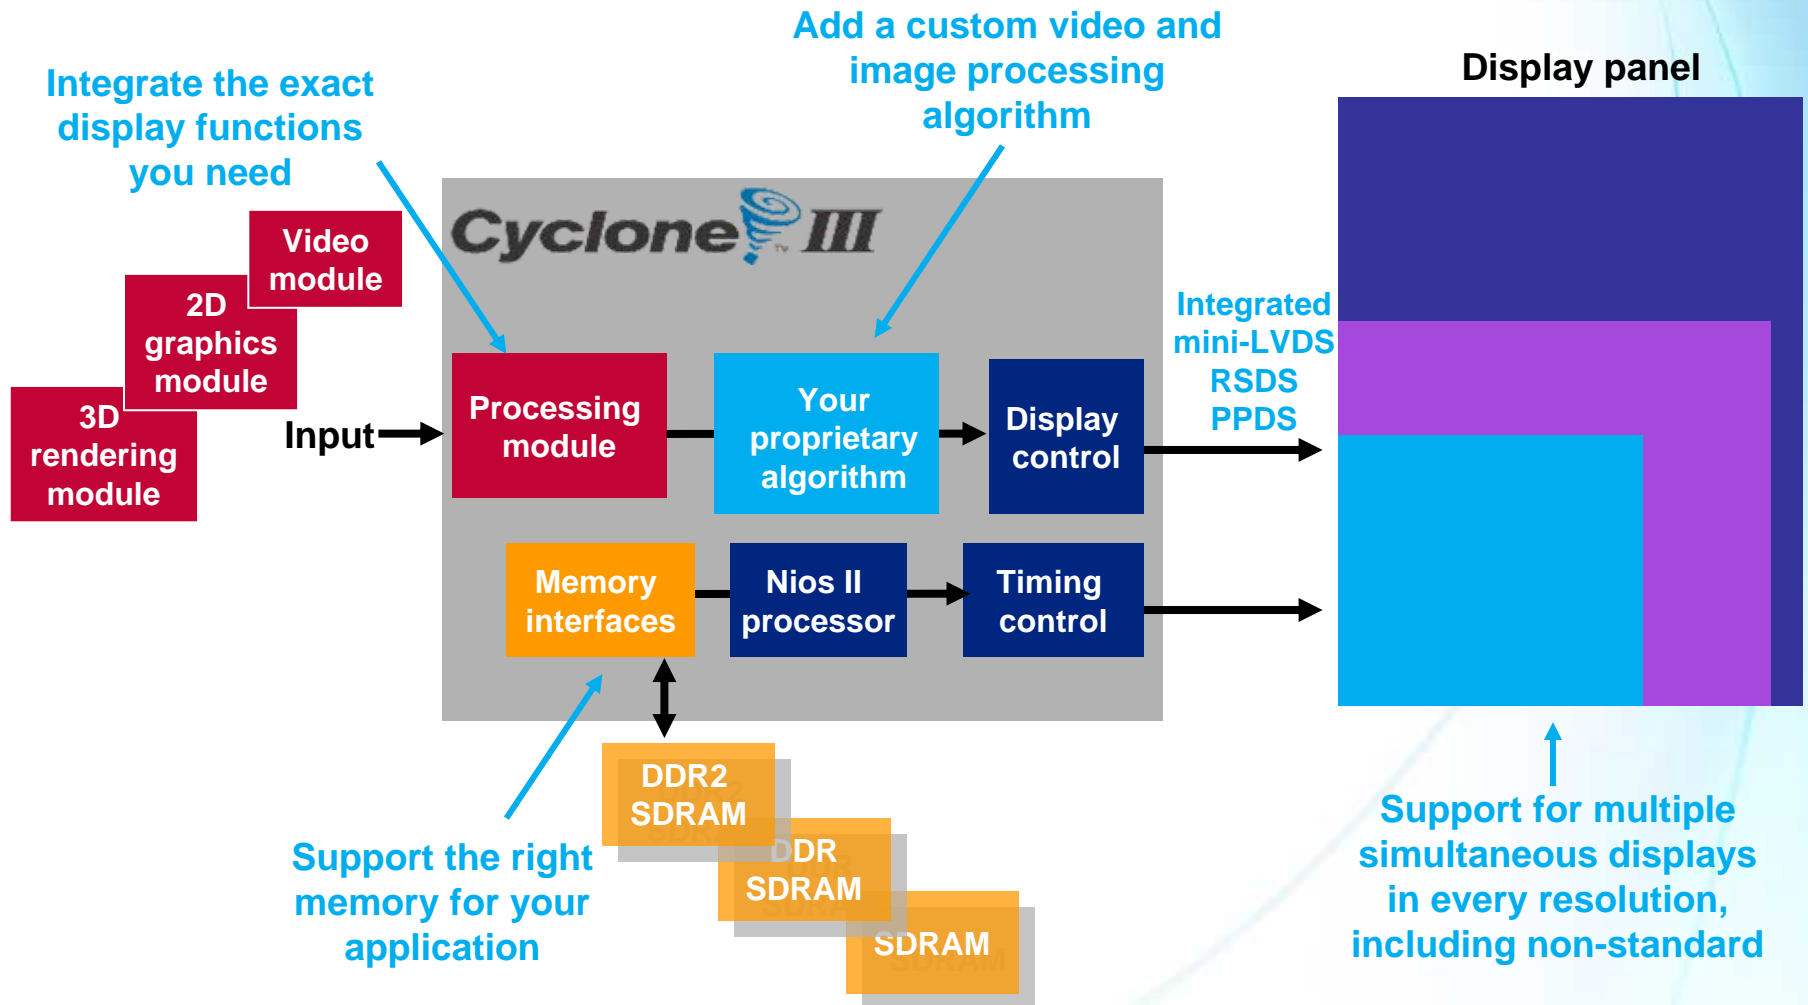 Add a custom video and
image processing
algorithm
Integrate the exact
display functions
you need
Display panel
Cyclone III
TM
Video
module
2D
graphics
module
3D
rendering
module
Input
Processing
module
Your
proprietary
algorithm
Display
control
Integrated
mini-LVDS
RSDS
PPDS
Memory
interfaces
Nios II
processor
Timing
control
DDR2
SDRAM
DDR
SDRAM
SDRAM
Support the right
memory for your
application
Support for multiple
simultaneous displays
in every resolution,
including non-standard